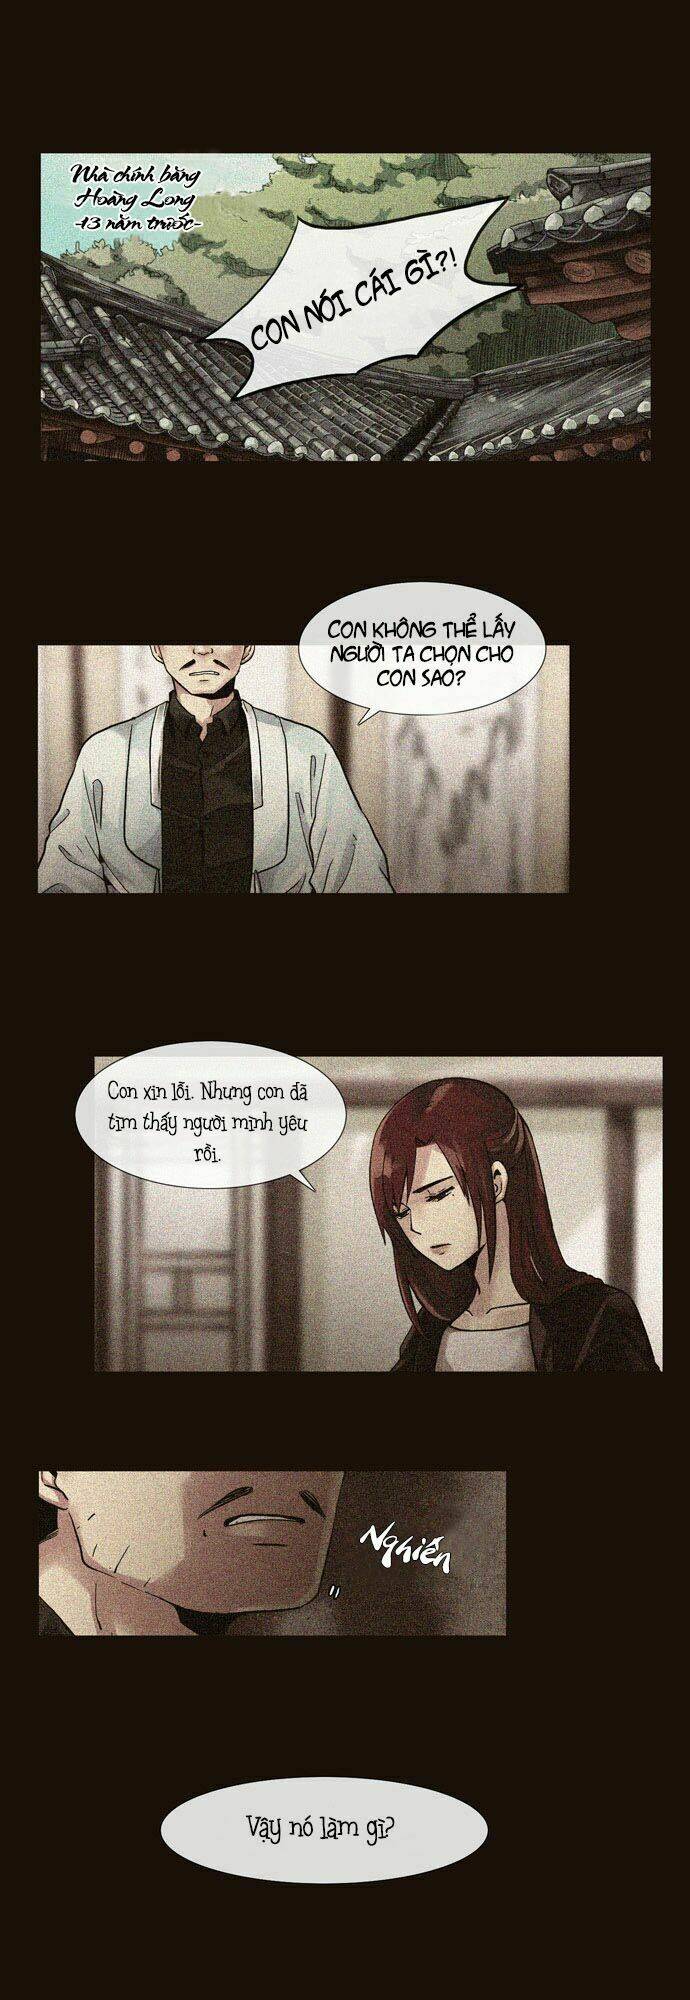 Nhà chính băng
Hoàng Long
-13 năm trước-
CON NÓI CÁI GÌ?!
CON KHÔNG THỂ LẤY
NGƯỜI TA CHỌN CHO
CON SAO?
Con xin lỗi. Nhưng con đã
tìm thấy người mình yêu
rồi.
Nghiến
Vậy nó làm gì?